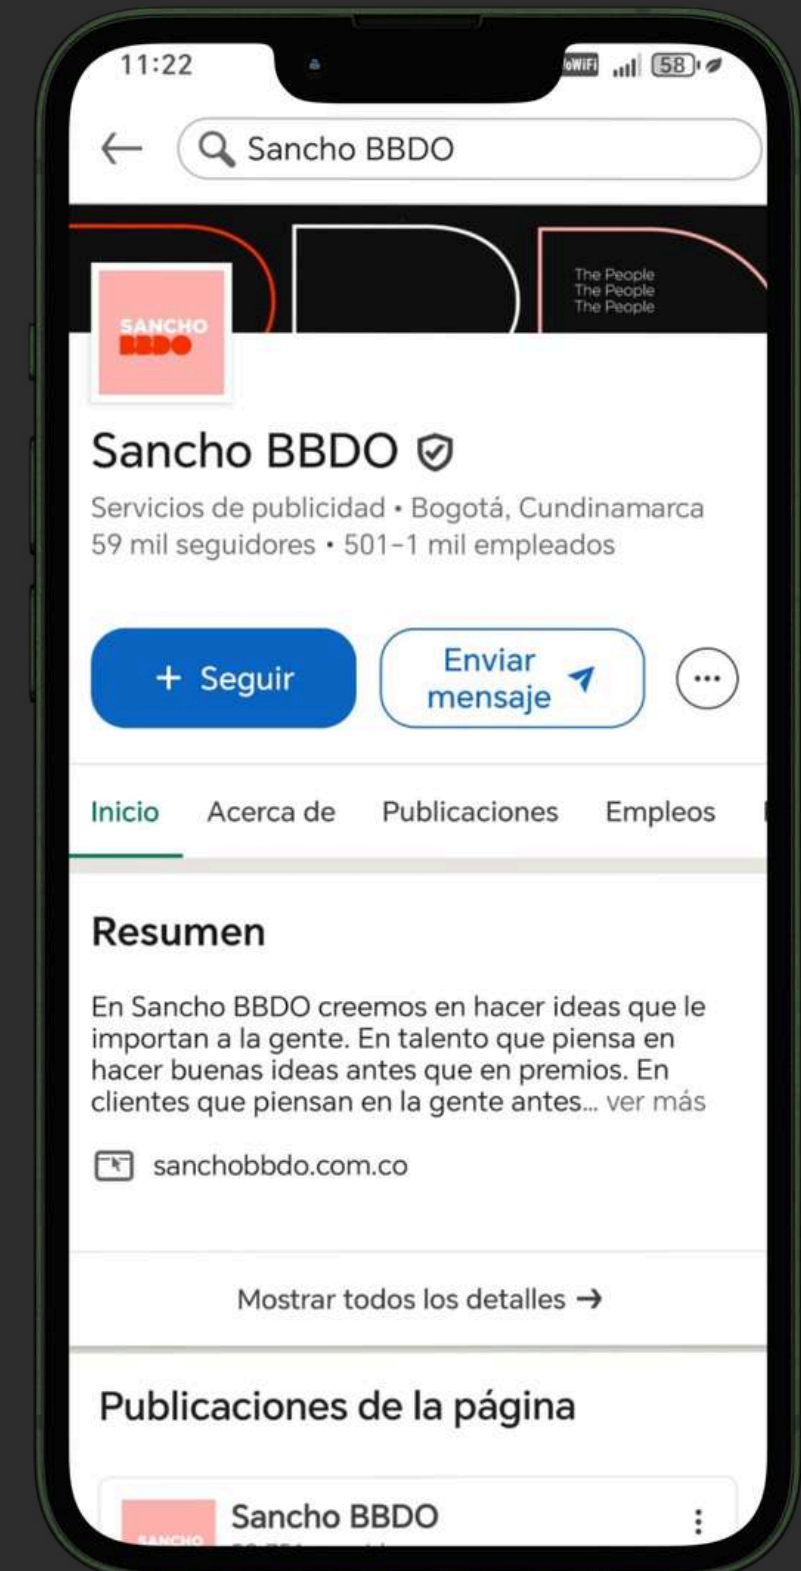 11:22
58
Sancho BBDO
The People
The People
The People
SANCHO
BBDO
Sancho BBDO
Servicios de publicidad • Bogotá, Cundinamarca
59 mil seguidores • 501-1 mil empleados
+ Seguir
Enviar
mensaje
Inicio Acerca de Publicaciones Empleos
Resumen
En Sancho BBDO creemos en hacer ideas que le
importan a la gente. En talento que piensa en
hacer buenas ideas antes que en premios. En
clientes que piensan en la gente antes... ver más
sanchobbdo.com.co
Mostrar todos los detalles →
Publicaciones de la página
Sancho BBDO
SANCHO